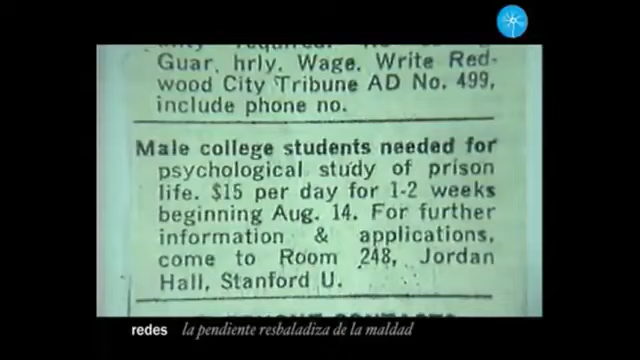 Guar. hrly. Wage. Write Red-
wood City Tribune AD No. 499,
include phone no.
Male college students needed for
psychological study of prison
life. $15 per day for 1-2 weeks
beginning Aug. 14. For further
information & applications,
come to Room 248, Jordan
Hall, Stanford U.
redes la pendiente resbaladiza de la maldad